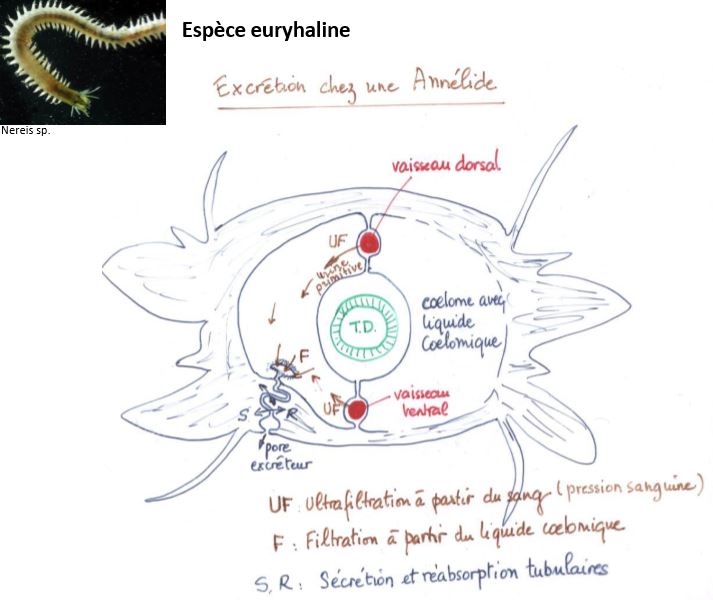 Espèce euryhaline
Nereis sp.
Excrétion chez une Annélide
vaisseau dorsal
UF
urine
primitive
coelome avec
liquide
coelomique
T.D.
F
vaisseau
ventral
UF
S
R
pore
excréteur
UF : Ultrafiltration à partir du sang (pression sanguine)
F : Filtration à partir du liquide coelomique
S, R : Sécrétion et réabsorption tubulaires